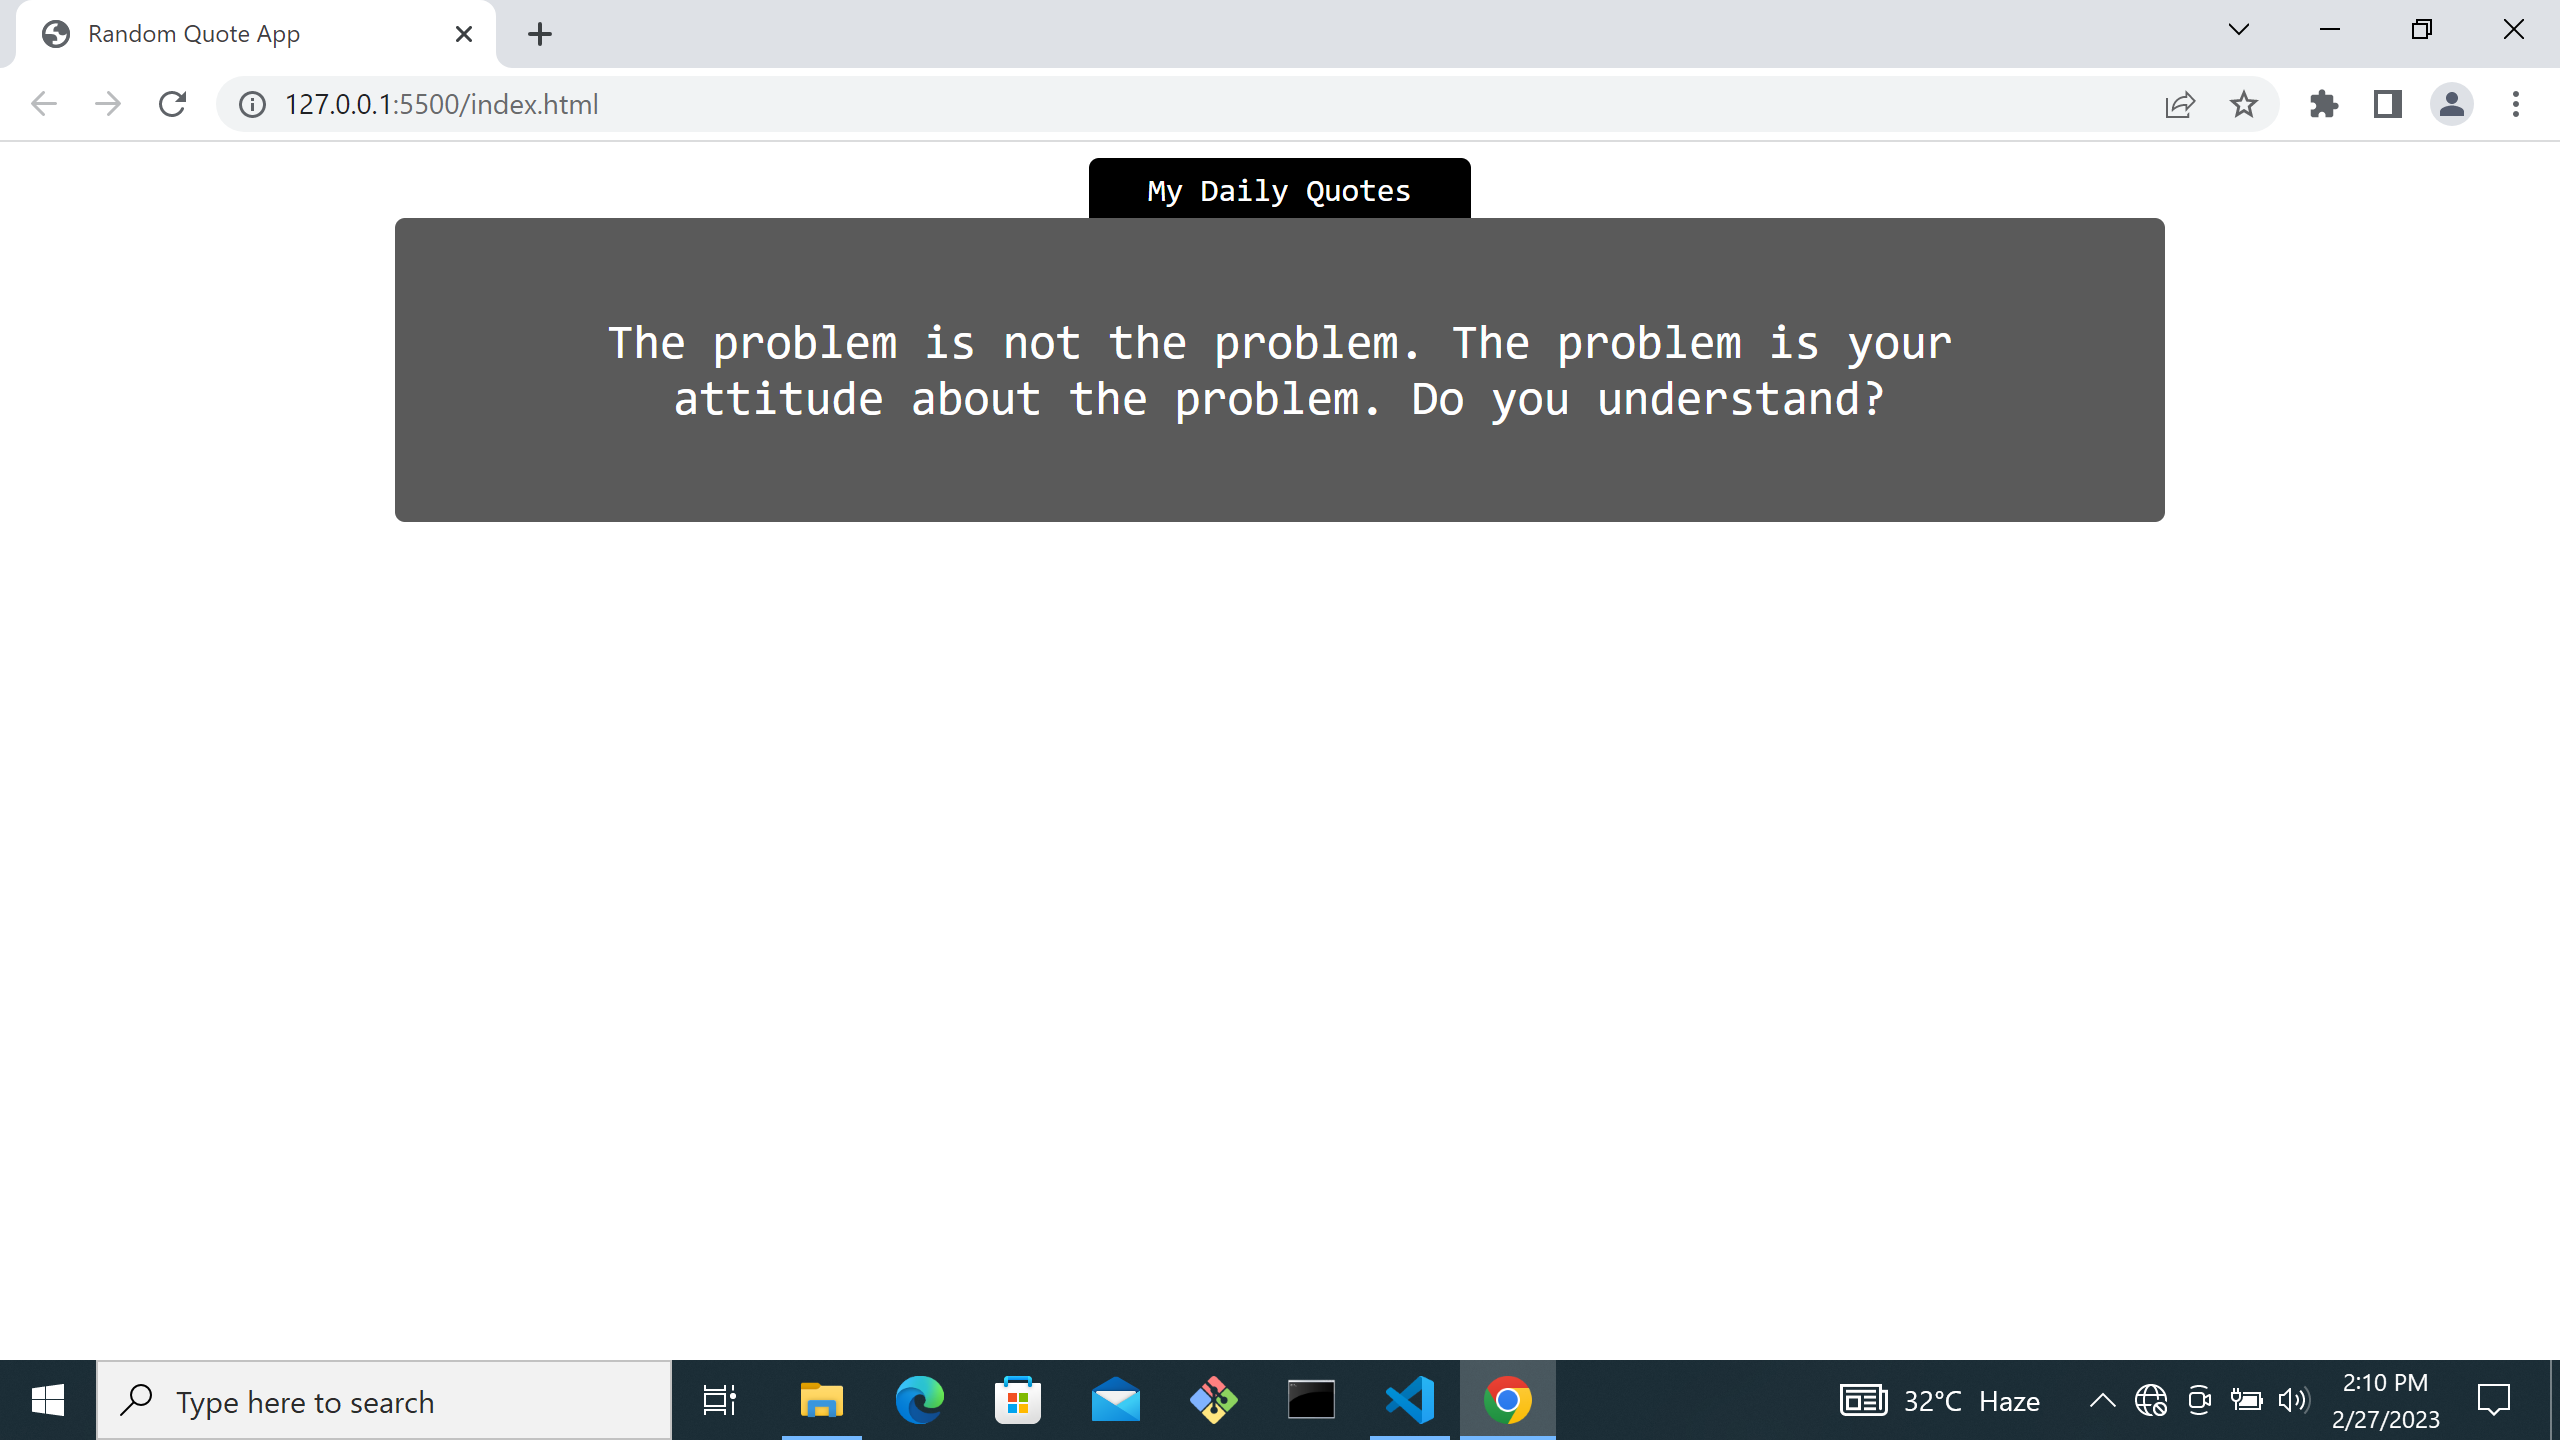 Random Quote App
127.0.0.1:5500/index.html
My Daily Quotes
The problem is not the problem. The problem is your
attitude about the problem. Do you understand?
Type here to search
32°C Haze
2:10 PM
2/27/2023